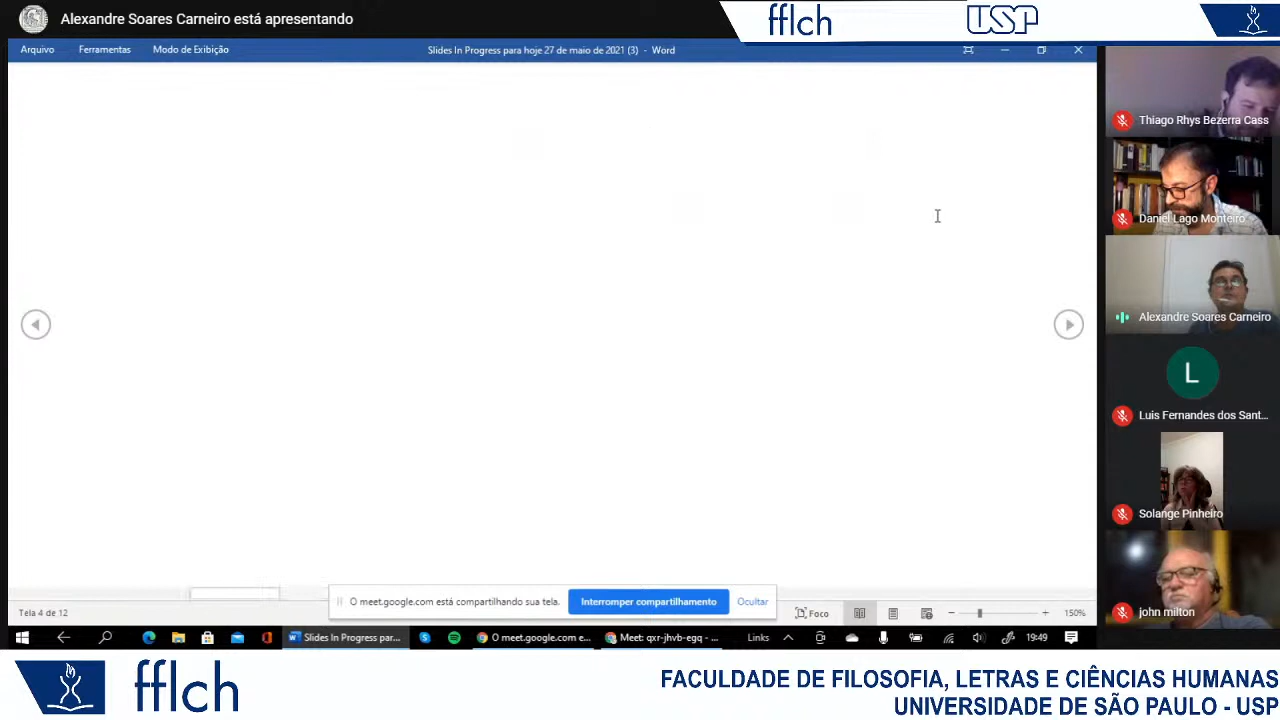 Alexandre Soares Carneiro está apresentando
fflch
USP
Arquivo
Ferramentas
Modo de Exibição
Slides In Progress para hoje 27 de maio de 2021 (3) - Word
Thiago Rhys Bezerra Cass
Daniel Lago Monteiro
Alexandre Soares Carneiro
L
Luis Fernandes dos Sant...
Solange Pinheiro
john milton
O meet.google.com está compartilhando sua tela.
Interromper compartilhamento
Ocultar
Tela 4 de 12
Foco
150%
Slides In Progress par...
O meet.google.com e...
Meet: qxr-jhvb-egq - ...
Links
19:49
fflch
FACULDADE DE FILOSOFIA, LETRAS E CIÊNCIAS HUMANAS
UNIVERSIDADE DE SÃO PAULO - USP